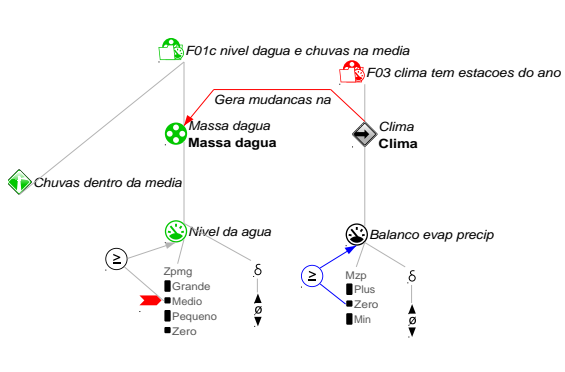 F01c nivel dagua e chuvas na media
F03 clima tem estacoes do ano
Gera mudancas na
Massa dagua
Massa dagua
Clima
Clima
Chuvas dentro da media
Nivel da agua
Balanco evap precip
≥
Zpmg
Grande
Medio
Pequeno
Zero
δ
ø
≥
Mzp
Plus
Zero
Min
δ
ø